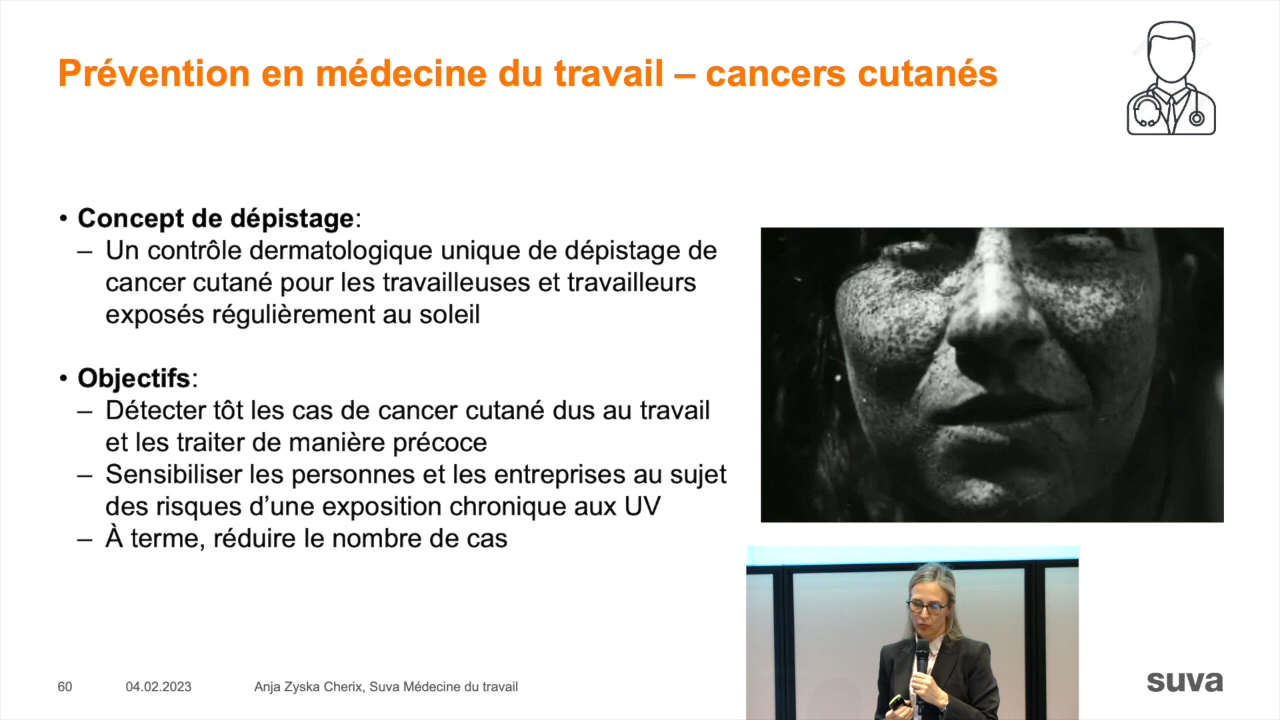 Prévention en médecine du travail – cancers cutanés
• Concept de dépistage:
– Un contrôle dermatologique unique de dépistage de
cancer cutané pour les travailleuses et travailleurs
exposés régulièrement au soleil
• Objectifs:
– Détecter tôt les cas de cancer cutané dus au travail
et les traiter de manière précoce
– Sensibiliser les personnes et les entreprises au sujet
des risques d’une exposition chronique aux UV
– À terme, réduire le nombre de cas
60 04.02.2023 Anja Zyska Cherix, Suva Médecine du travail
suva